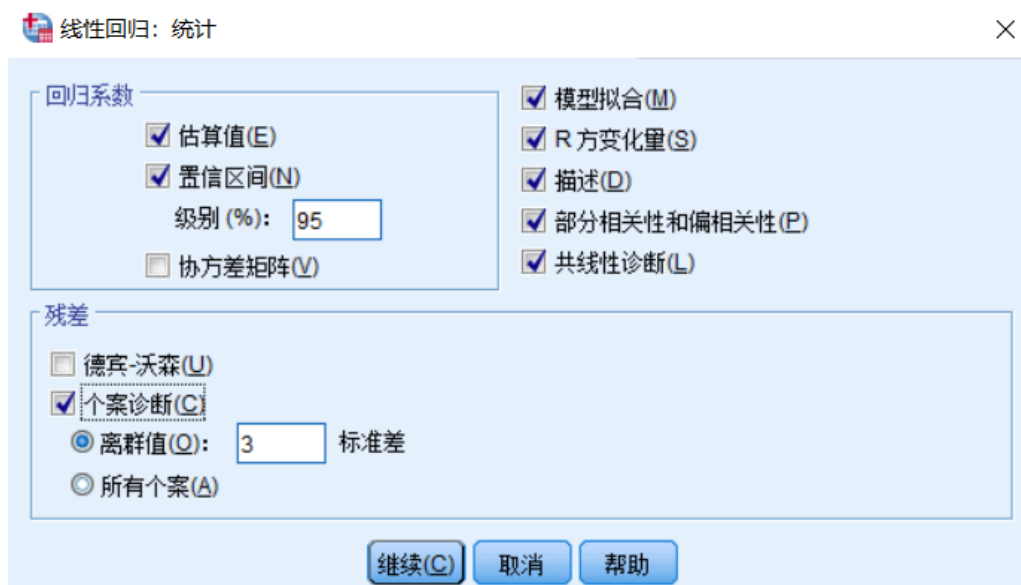 线性回归：统计
回归系数
估算值(E)
置信区间(N)
级别 (%)： 95
协方差矩阵(V)
模型拟合(M)
R 方变化量(S)
描述(D)
部分相关性和偏相关性(P)
共线性诊断(L)
残差
德宾-沃森(U)
个案诊断(C)
离群值(O)： 3 标准差
所有个案(A)
继续(C) 取消 帮助